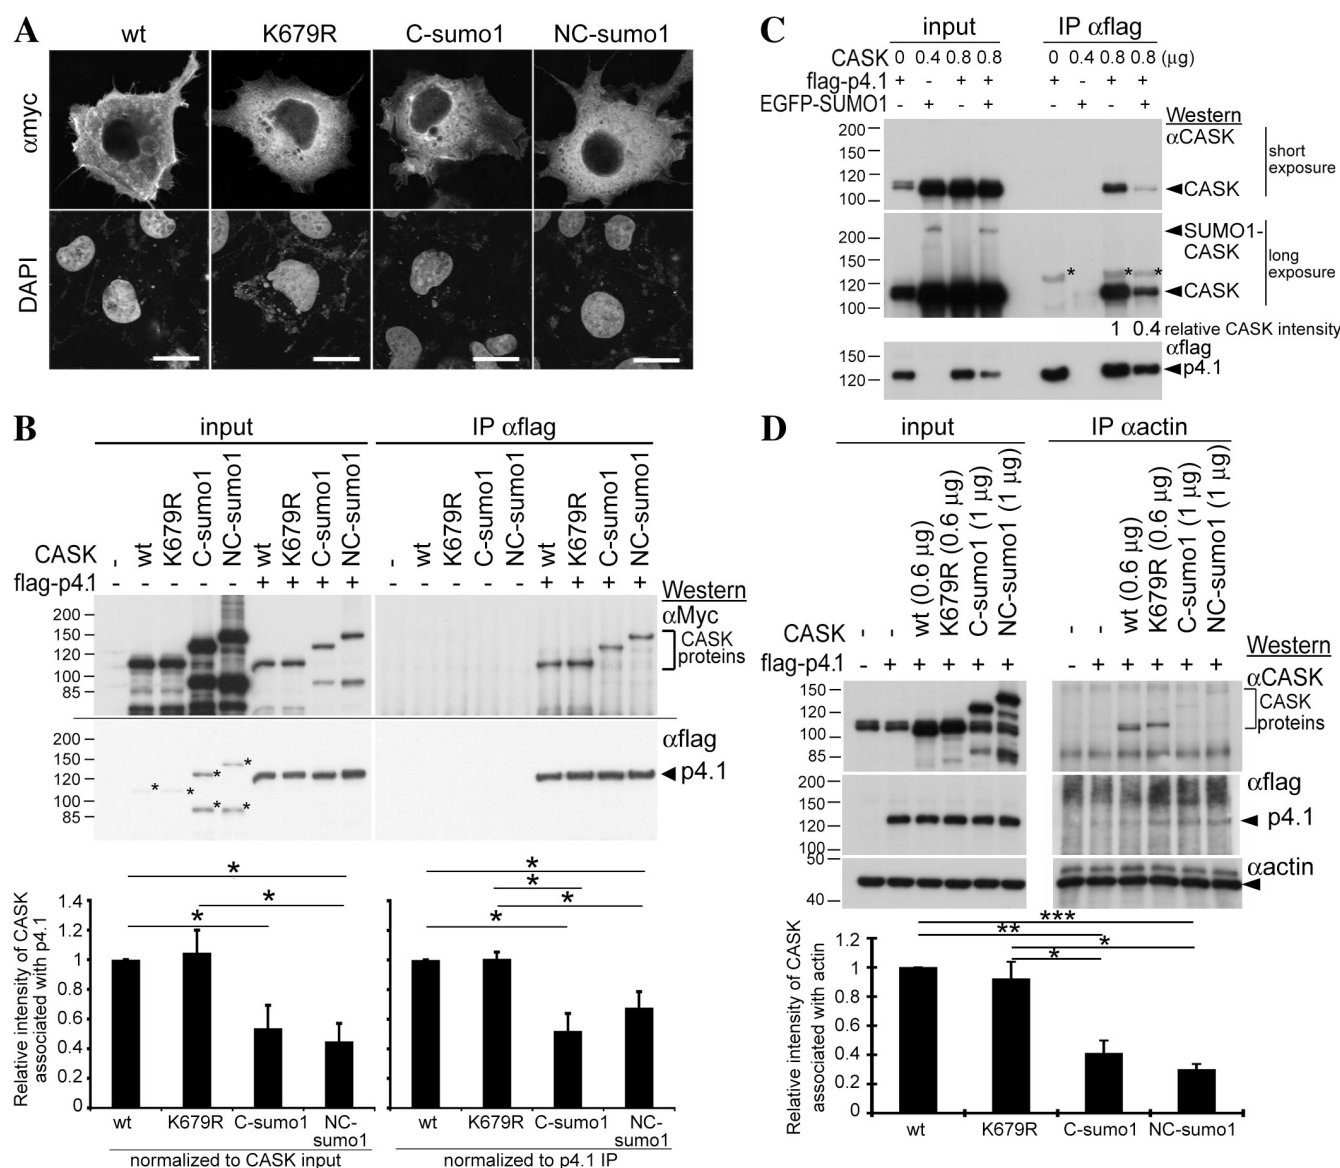 A
wt K679R C-sumo1 NC-sumo1
αmyc
DAPI
B
input IP αflag
CASK - wt K679R C-sumo1 NC-sumo1 wt K679R C-sumo1 NC-sumo1 - wt K679R C-sumo1 NC-sumo1 wt K679R C-sumo1 NC-sumo1
flag-p4.1 - - - - - + + + + - - - - - + + + +
Western
αMyc
CASK
proteins
200
150
120
100
85
αflag
p4.1
200
150
120
100
85
* * * * * *
Relative intensity of CASK
associated with p4.1
1.4
1.2
1
0.8
0.6
0.4
0.2
0
* * *
* * * *
wt K679R C-sumo1 NC-sumo1
wt K679R C-sumo1 NC-sumo1
normalized to CASK input normalized to p4.1 IP
C
input IP αflag
CASK 0 0.4 0.8 0.8 0 0.4 0.8 0.8 (µg)
flag-p4.1 + - + + + - + +
EGFP-SUMO1 - + - + - + - +
Western
αCASK
short
exposure
CASK
200
150
120
100
SUMO1-
CASK
long
exposure
CASK
200
150
120
100
* * *
1 0.4 relative CASK intensity
αflag
p4.1
150
120
D
input IP αactin
CASK - - wt (0.6 µg) K679R (0.6 µg) C-sumo1 (1 µg) NC-sumo1 (1 µg) - - wt (0.6 µg) K679R (0.6 µg) C-sumo1 (1 µg) NC-sumo1 (1 µg)
flag-p4.1 - + + + + + - + + + + +
Western
αCASK
CASK
proteins
150
120
100
85
αflag
p4.1
150
120
100
αactin
50
40
Relative intensity of CASK
associated with actin
1.2
1
0.8
0.6
0.4
0.2
0
***
**
*
*
wt K679R C-sumo1 NC-sumo1